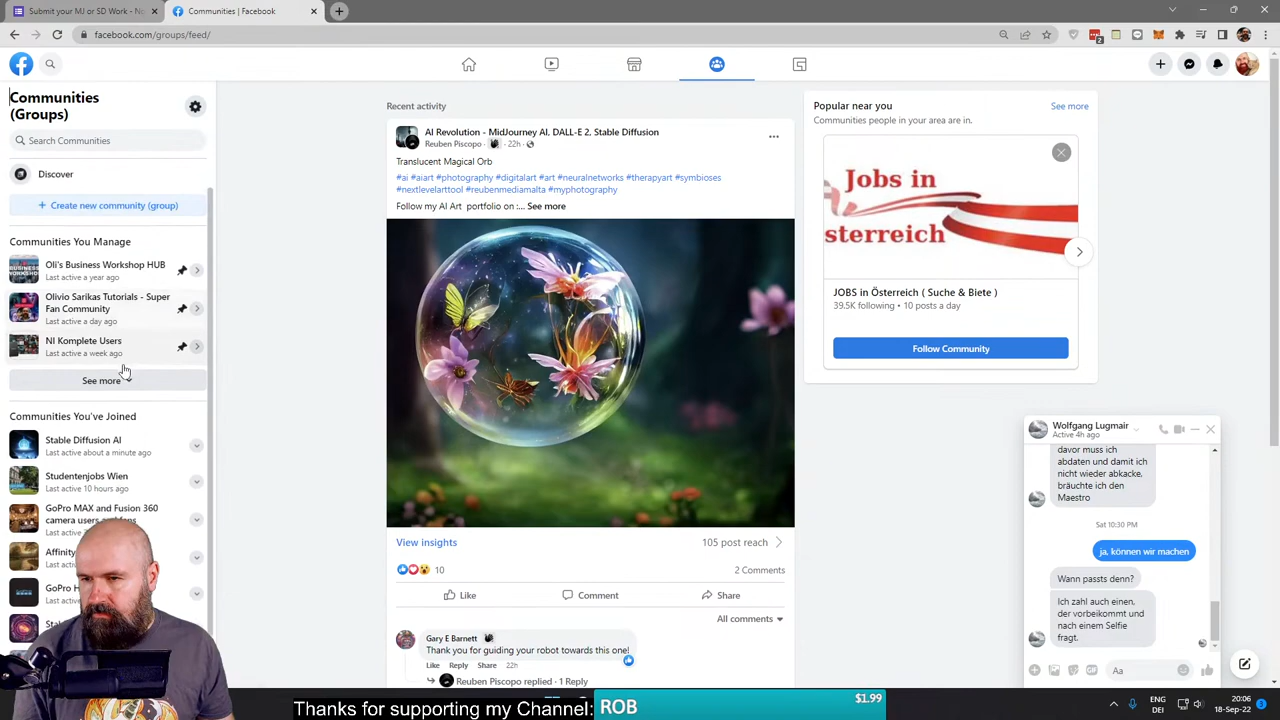 Submit your World - N
Communities | Facebook
facebook.com/groups/feed/
2
Communities
(Groups)
Search Communities
Discover
+ Create new community (group)
Communities You Manage
Oli's Business Workshop HUB
Last active a year ago
Olivio Sarikas Tutorials - Super
Fan Community
Last active a day ago
NI Komplete Users
Last active a week ago
See more
Communities You've Joined
Stable Diffusion AI
Last active about a minute ago
Studentenjobs Wien
Last active 10 hours ago
GoPro MAX and Fusion 360
camera users
Last
Affinity
Last active
GoPro H
Last
Recent activity
AI Revolution - MidJourney AI, DALL-E 2, Stable Diffusion
Reuben Piscopo · 22h ·
Translucent Magical Orb
#ai #aiart #photography #digitalart #art #neuralnetworks #therapyart #symbioses
#nextlevelarttool #reubenmediamalta #myphotography
Follow my AI Art portfolio on :... See more
View insights
105 post reach
10
2 Comments
Like
Comment
Share
All comments
Gary E Barnett
Thank you for guiding your robot towards this one!
Like Reply Share 22h
Reuben Piscopo replied · 1 Reply
Popular near you
See more
Communities people in your area are in.
Jobs in
sterreich
JOBS in Österreich ( Suche & Biete )
39.5K following • 10 posts a day
Follow Community
Wolfgang Lugmair
Active 4h ago
davor muss ich
abdaten und damit ich
nicht wieder abkacke,
bräuchte ich den
Maestro
Sat 10:30 PM
ja, können wir machen
Wann passts denn?
Ich zahl auch einen,
der vorbeikommt und
nach einem Selfie
fragt.
GIF
Aa
Thanks for supporting my Channel:
ROB
$1.99
ENG
DEI
20:06
18-Sep-22
3